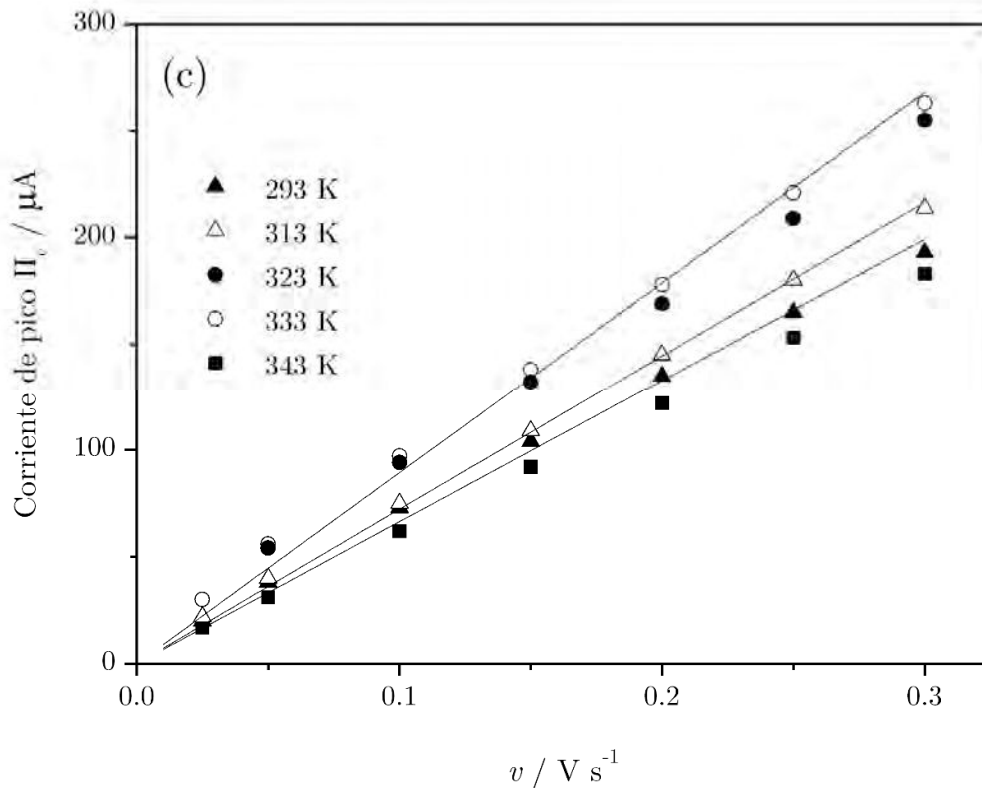 (c)
Corriente de pico II_c / µA
300
200
100
0
293 K
313 K
323 K
333 K
343 K
0.0 0.1 0.2 0.3
v / V s⁻¹